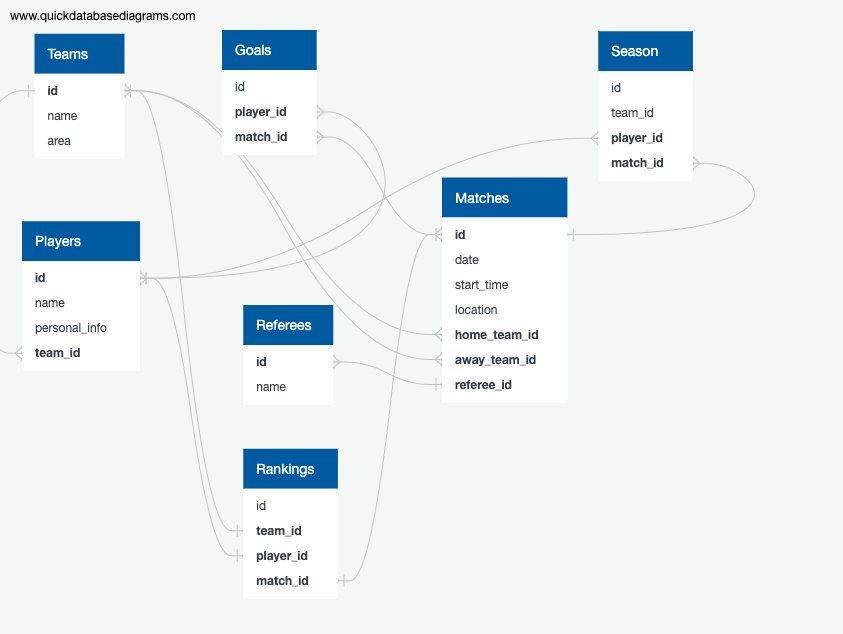 www.quickdatabasediagrams.com
Teams
id
name
area
Goals
id
player_id
match_id
Season
id
team_id
player_id
match_id
Matches
id
date
start_time
location
home_team_id
away_team_id
referee_id
Players
id
name
personal_info
team_id
Referees
id
name
Rankings
id
team_id
player_id
match_id